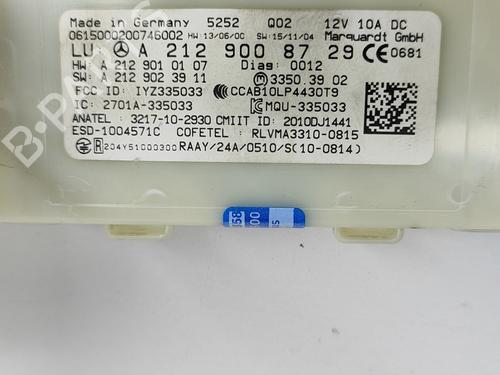 Made in Germany 5252 Q02 12V 10A DC
0615000200746002 HW:13/06/00 SW:15/11/04 Marquardt GmbH
LU: A 212 900 87 29 CE 0681
HW: A 212 901 01 07 Diag: 0012
SW: A 212 902 39 11 3350.3902
FCC ID: IYZ335033 CCAB10LP4430T9
IC: 2701A-335033 MQU-335033
ANATEL : 3217-10-2930 CMIIT ID: 2010DJ1441
ESD-1004571C COFETEL : RLVMA3310-0815
R 204Y51000300 RAAY/24A/0510/S(10-0814)
B-PARTS